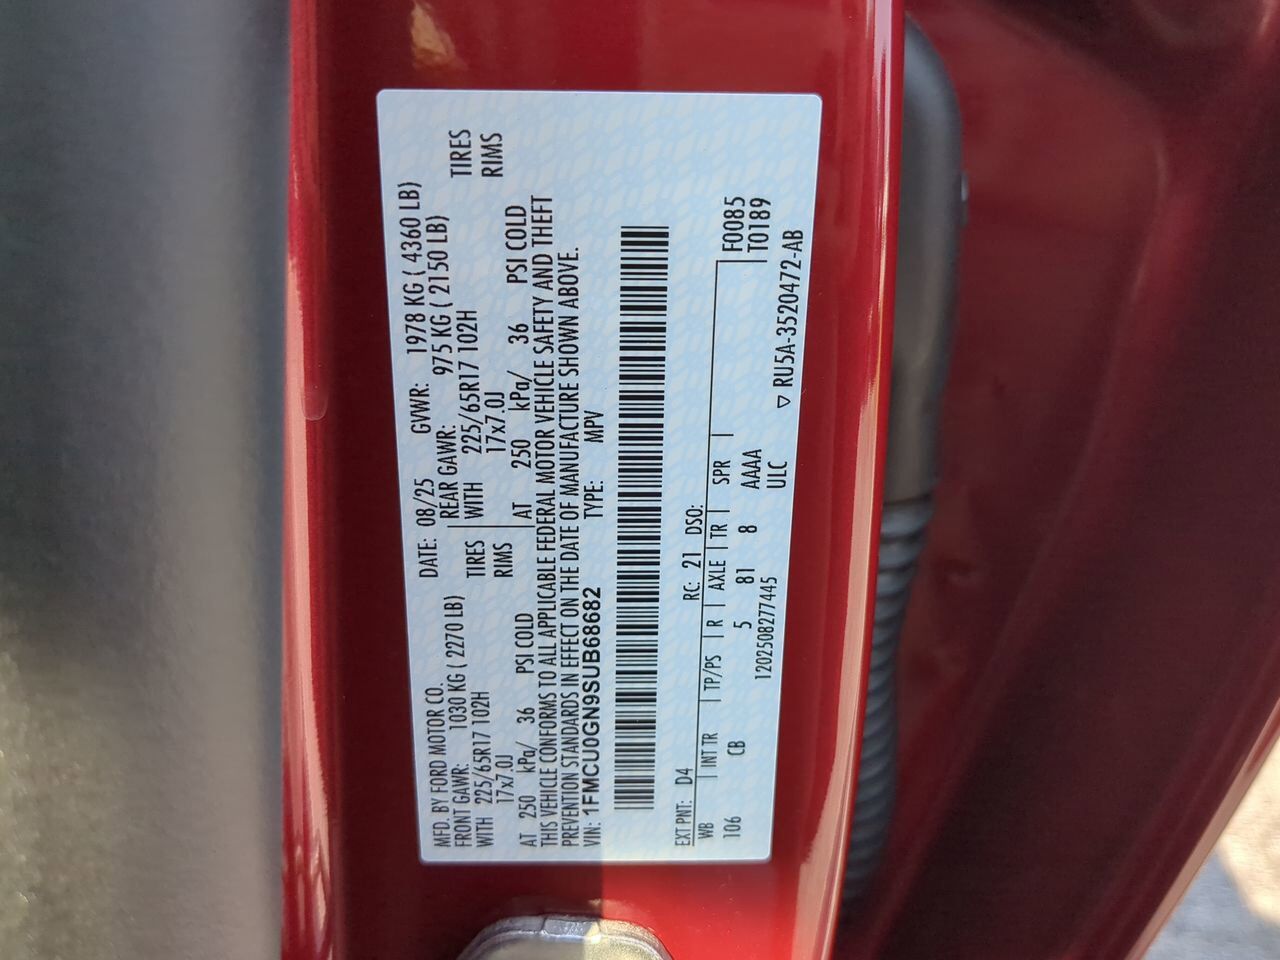 MFD. BY FORD MOTOR CO. DATE: 08/25 GVWR: 1978 KG ( 4360 LB)
FRONT GAWR: 1030 KG ( 2270 LB) REAR GAWR: 975 KG ( 2150 LB)
WITH 225/65R17 102H TIRES WITH 225/65R17 102H TIRES
17x7.0J RIMS 17x7.0J RIMS
AT 250 kPa/ 36 PSI COLD AT 250 kPa/ 36 PSI COLD
THIS VEHICLE CONFORMS TO ALL APPLICABLE FEDERAL MOTOR VEHICLE SAFETY AND THEFT
PREVENTION STANDARDS IN EFFECT ON THE DATE OF MANUFACTURE SHOWN ABOVE.
VIN: 1FMCU0GN9SUB68682 TYPE: MPV
EXT PNT: D4 RC: 21 DSO:
WB INT TR TP/PS R AXLE TR SPR F0085
106 CB 5 81 8 AAAA T0189
1202508277445 ULC ▽ RU5A-3520472-AB